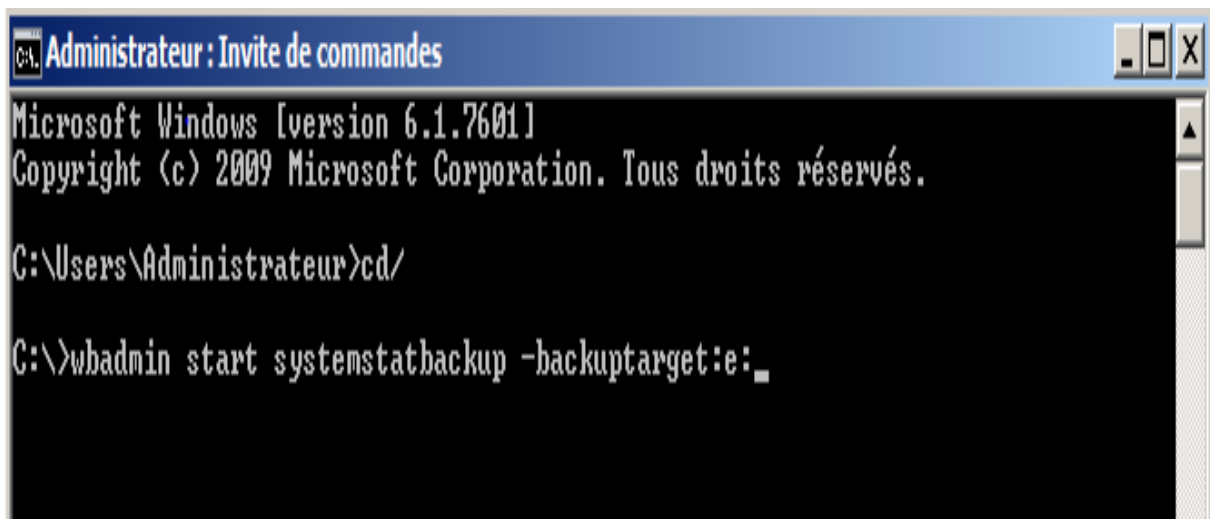 Administrateur : Invite de commandes
Microsoft Windows [version 6.1.7601]
Copyright (c) 2009 Microsoft Corporation. Tous droits réservés.
C:\Users\Administrateur>cd/
C:\>wbadmin start systemstatbackup -backuptarget:e:_